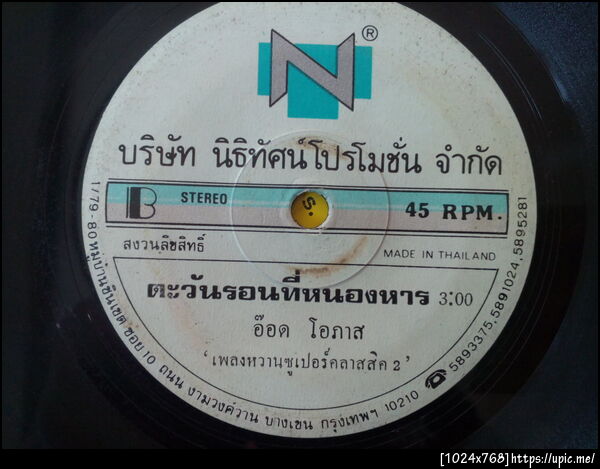 N ®
บริษัท นิธิทัศน์โปรโมชั่น จำกัด
B STEREO 45 RPM.
สงวนลิขสิทธิ์
MADE IN THAILAND
ตะวันรอนที่หนองหาร 3:00
อ๊อด โอภาส
'เพลงหวานซูเปอร์คลาสสิค 2'
1/79-80 หมู่บ้านชินเขต ซอย 10 ถนน งามวงค์วาน บางเขน กรุงเทพฯ 10210 ☎ 5893375, 5891024, 5895281
[1024x768]https://upic.me/